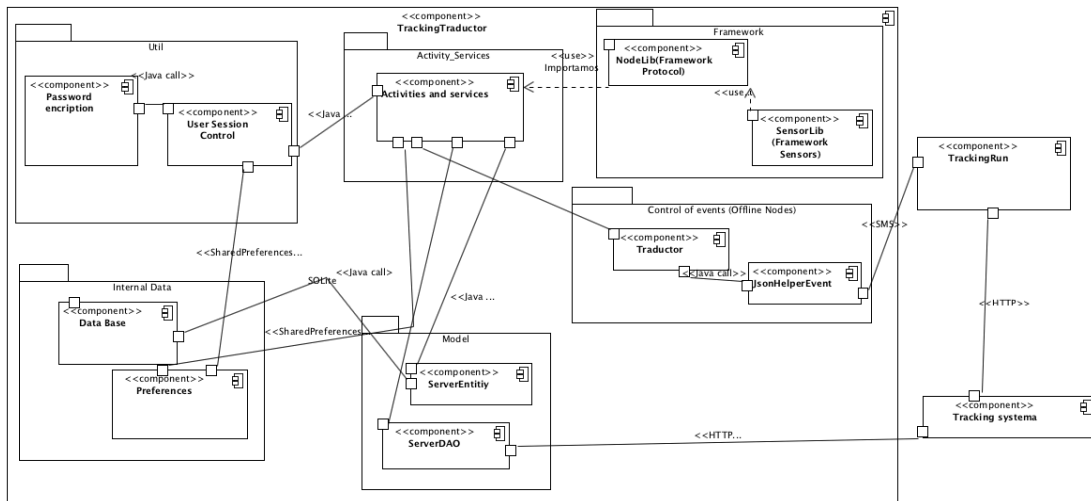 <<component>>
TrackingTraductor
Util
<<component>>
Password
encription
<<Java call>>
<<component>>
User Session
Control
<<Java ...
Activity_Services
<<component>>
Activities and services
<<use>>
Importamos
Framework
<<component>>
NodeLib(Framework
Protocol)
<<use>
<<component>>
SensorLib
(Framework
Sensors)
<<component>>
TrackingRun
Control of events (Offline Nodes)
<<component>>
Traductor
<<Java call>>
<<component>>
JsonHelperEvent
<<SMS>>
<<HTTP>>
<<SharedPreferences...
Internal Data
<<component>>
Data Base
<<Java call>
SQLite
<<SharedPreferences
<<component>>
Preferences
<<Java ...
Model
<<component>>
ServerEntitiy
<<component>>
ServerDAO
<<HTTP...
<<component>>
Tracking systema